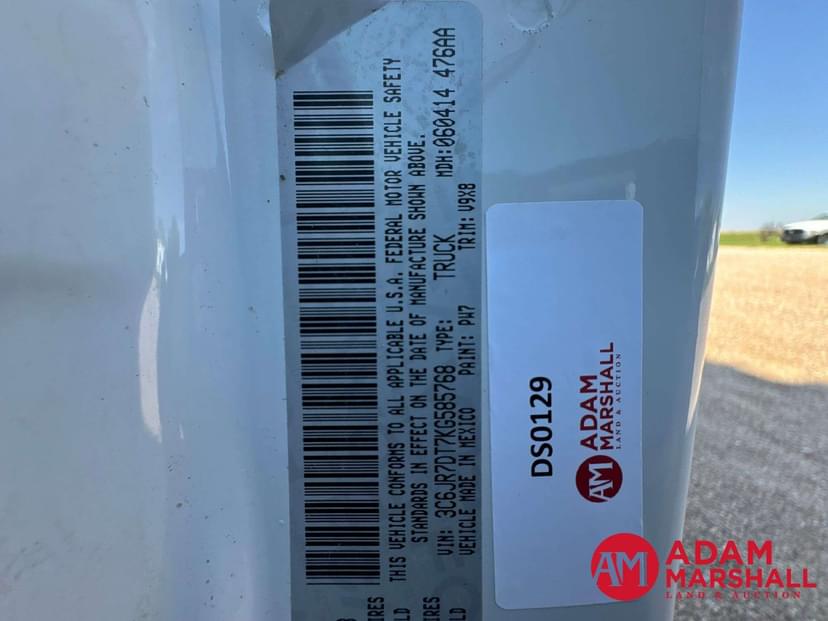 THIS VEHICLE CONFORMS TO ALL APPLICABLE U.S.A. FEDERAL MOTOR VEHICLE SAFETY
STANDARDS IN EFFECT ON THE DATE OF MANUFACTURE SHOWN ABOVE.
VIN: 3C6JR7DT7KG585768 TYPE: TRUCK MDH:060414 476AA
VEHICLE MADE IN MEXICO PAINT: PW7 TRIM: V9X8
DS0129
AM
ADAM
MARSHALL
LAND & AUCTION
AM
ADAM
MARSHALL
LAND & AUCTION